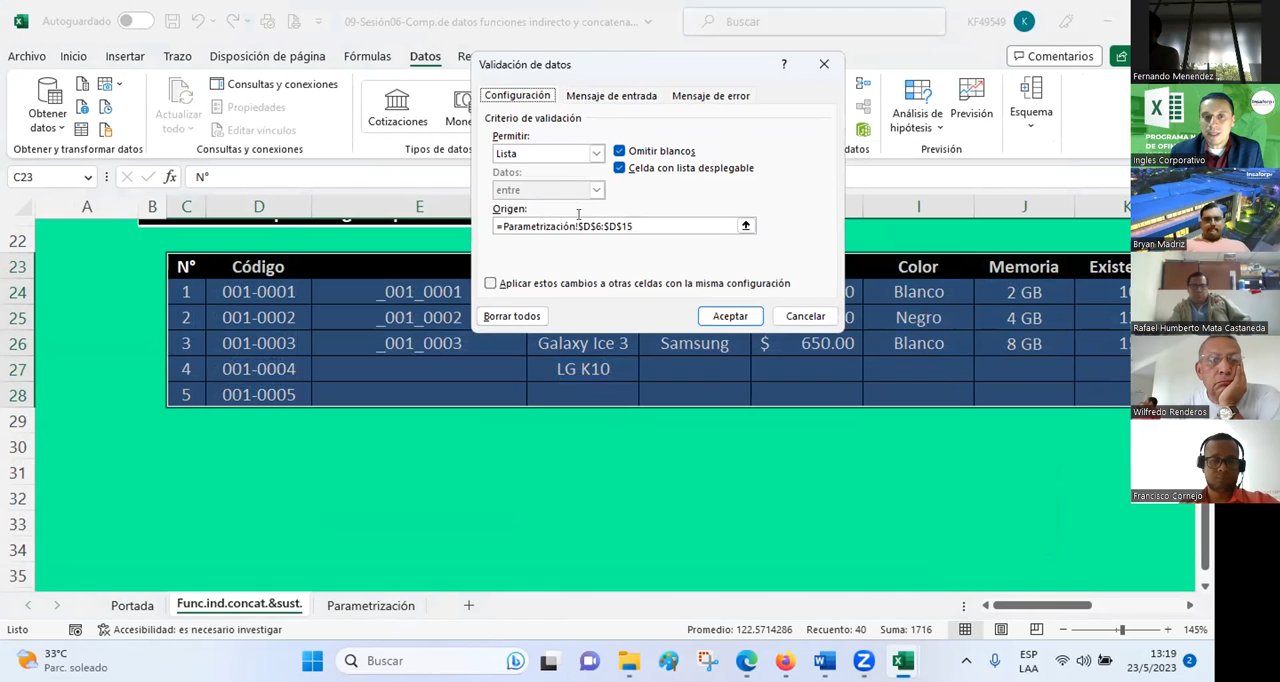 Autoguardado
09-Sesión06-Comp.de datos funciones indirecto y concatena...
Buscar
KF49549
K
Archivo
Inicio
Insertar
Trazo
Disposición de página
Fórmulas
Datos
Comentarios
Obtener datos
Actualizar todo
Consultas y conexiones
Propiedades
Editar vínculos
Cotizaciones
Análisis de hipótesis
Previsión
Esquema
Obtener y transformar datos
Consultas y conexiones
Tipos de
datos
Previsión
Validación de datos
?
Configuración
Mensaje de entrada
Mensaje de error
Criterio de validación
Permitir:
Lista
Omitir blancos
Celda con lista desplegable
Datos:
entre
Origen:
=Parametrización!$D$6:$D$15
Aplicar estos cambios a otras celdas con la misma configuración
Borrar todos
Aceptar
Cancelar
C23
fx
N°
A B C D E I J K
22
23 N° Código Color Memoria Existe
24 1 001-0001 _001_0001 0 Blanco 2 GB
25 2 001-0002 _001_0002 0 Negro 4 GB
26 3 001-0003 _001_0003 Galaxy Ice 3 Samsung $ 650.00 Blanco 8 GB
27 4 001-0004 LG K10
28 5 001-0005
29
30
31
32
33
34
35
Portada
Func.ind.concat.&sust.
Parametrización
Listo
Accesibilidad: es necesario investigar
Promedio: 122.5714286
Recuento: 40
Suma: 1716
145%
33°C
Parc. soleado
Buscar
ESP
LAA
13:19
23/5/2023
2
Fernando Menendez
Insaforp
Ingles Corporativo
Insaforp
Bryan Madriz
Rafael Humberto Mata Castaneda
Wilfredo Renderos
Francisco Cornejo